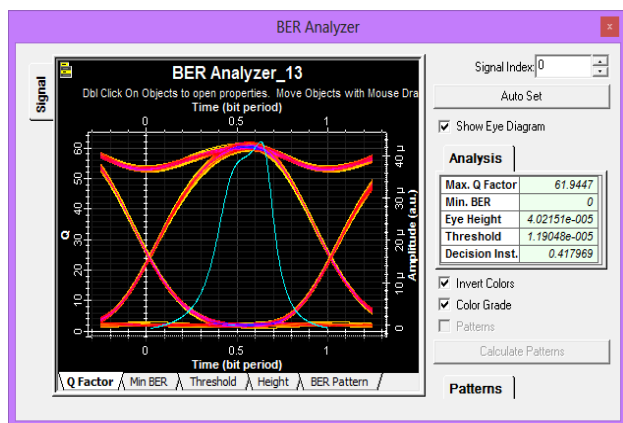 BER Analyzer
x
Signal
BER Analyzer_13
Dbl Click On Objects to open properties. Move Objects with Mouse Dra
Time (bit period)
0 0.5 1
Q
60
50
40
30
20
10
0
Amplitude (a.u.)
40 µ
30 µ
20 µ
10 µ
0
0 0.5 1
Time (bit period)
Q Factor Min BER Threshold Height BER Pattern
Signal Index: 0
Auto Set
Show Eye Diagram
Analysis
Max. Q Factor 61.9447
Min. BER 0
Eye Height 4.02151e-005
Threshold 1.19048e-005
Decision Inst. 0.417969
Invert Colors
Color Grade
Patterns
Calculate Patterns
Patterns